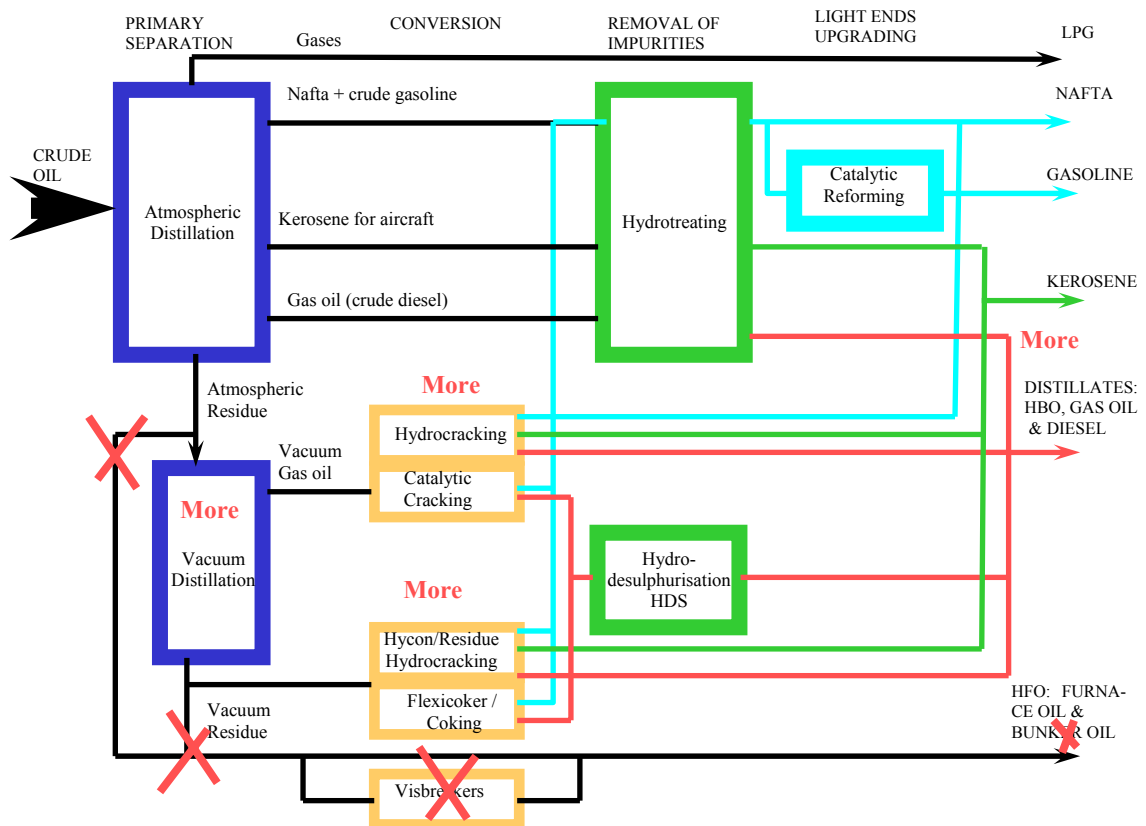 PRIMARY
SEPARATION
CONVERSION
REMOVAL OF
IMPURITIES
LIGHT ENDS
UPGRADING
LPG
Gases
Nafta + crude gasoline
NAFTA
CRUDE
OIL
Catalytic
Reforming
GASOLINE
Atmospheric
Distillation
Kerosene for aircraft
Hydrotreating
KEROSENE
Gas oil (crude diesel)
More
Atmospheric
Residue
More
DISTILLATES:
HBO, GAS OIL
& DIESEL
Hydrocracking
Vacuum
Gas oil
Catalytic
Cracking
More
Vacuum
Distillation
Hydro-
desulphurisation
HDS
More
Hycon/Residue
Hydrocracking
Flexicoker /
Coking
Vacuum
Residue
HFO: FURNA-
CE OIL &
BUNKER OIL
Visbreakers